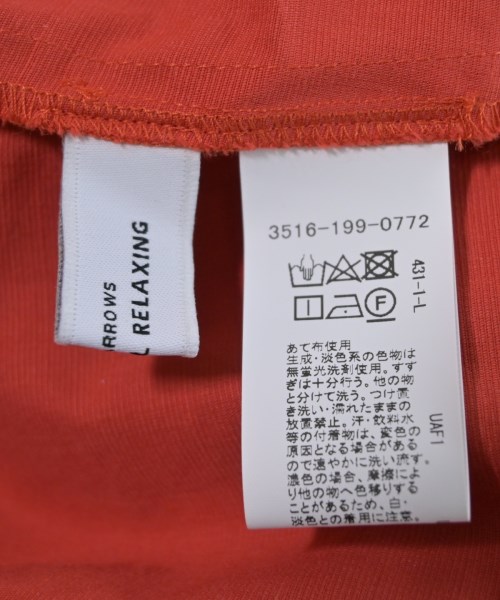 ARROWS
L RELAXING
3516-199-0772
431-1-L
F
UAF1
あて布使用
生成・淡色系の色物は
無蛍光洗剤使用。すす
ぎは十分行う。他の物
と分けて洗う。つけ置
き洗い・濡れたままの
放置禁止。汗・飲料水
等の付着物は、変色の
原因となる場合がある
ので速やかに洗い流す。
濃色の場合、摩擦によ
り他の物へ色移りする
ことがあるため、白・
淡色との着用に注意。